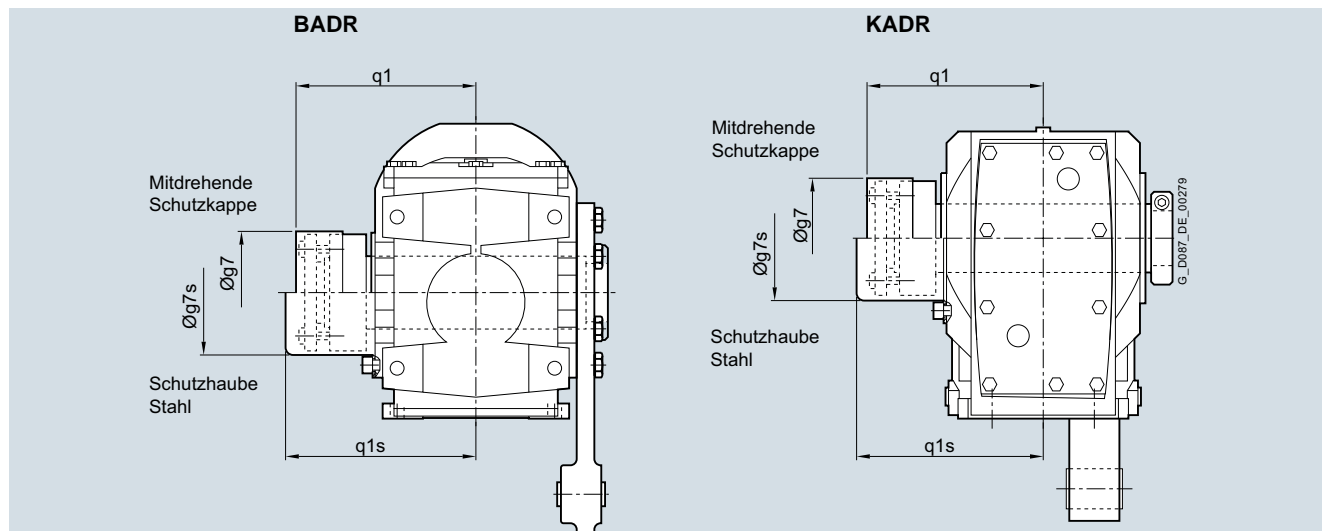 BADR
q1
Mitdrehende
Schutzkappe
Øg7s
Øg7
Schutzhaube
Stahl
q1s
KADR
q1
Mitdrehende
Schutzkappe
Øg7s
Øg7
Schutzhaube
Stahl
q1s
G_D087_DE_00279